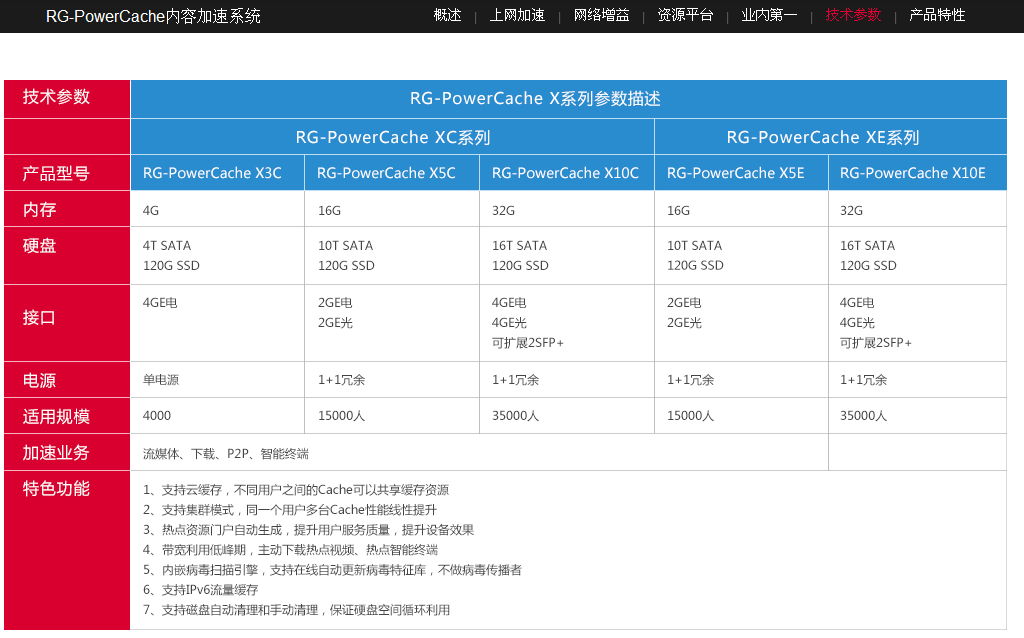 RG-PowerCache内容加速系统
概述 | 上网加速 | 网络增益 | 资源平台 | 业内第一 | 技术参数 | 产品特性
技术参数 RG-PowerCache X系列参数描述
RG-PowerCache XC系列 RG-PowerCache XE系列
产品型号 RG-PowerCache X3C RG-PowerCache X5C RG-PowerCache X10C RG-PowerCache X5E RG-PowerCache X10E
内存 4G 16G 32G 16G 32G
硬盘 4T SATA 10T SATA 16T SATA 10T SATA 16T SATA
120G SSD 120G SSD 120G SSD 120G SSD 120G SSD
接口 4GE电 2GE电 4GE电 2GE电 4GE电
2GE光 4GE光 2GE光 4GE光
可扩展2SFP+ 可扩展2SFP+
电源 单电源 1+1冗余 1+1冗余 1+1冗余 1+1冗余
适用规模 4000 15000人 35000人 15000人 35000人
加速业务 流媒体、下载、P2P、智能终端
特色功能 1、支持云缓存，不同用户之间的Cache可以共享缓存资源
2、支持集群模式，同一个用户多台Cache性能线性提升
3、热点资源门户自动生成，提升用户服务质量，提升设备效果
4、带宽利用低峰期，主动下载热点视频、热点智能终端
5、内嵌病毒扫描引擎，支持在线自动更新病毒特征库，不做病毒传播者
6、支持IPv6流量缓存
7、支持磁盘自动清理和手动清理，保证硬盘空间循环利用